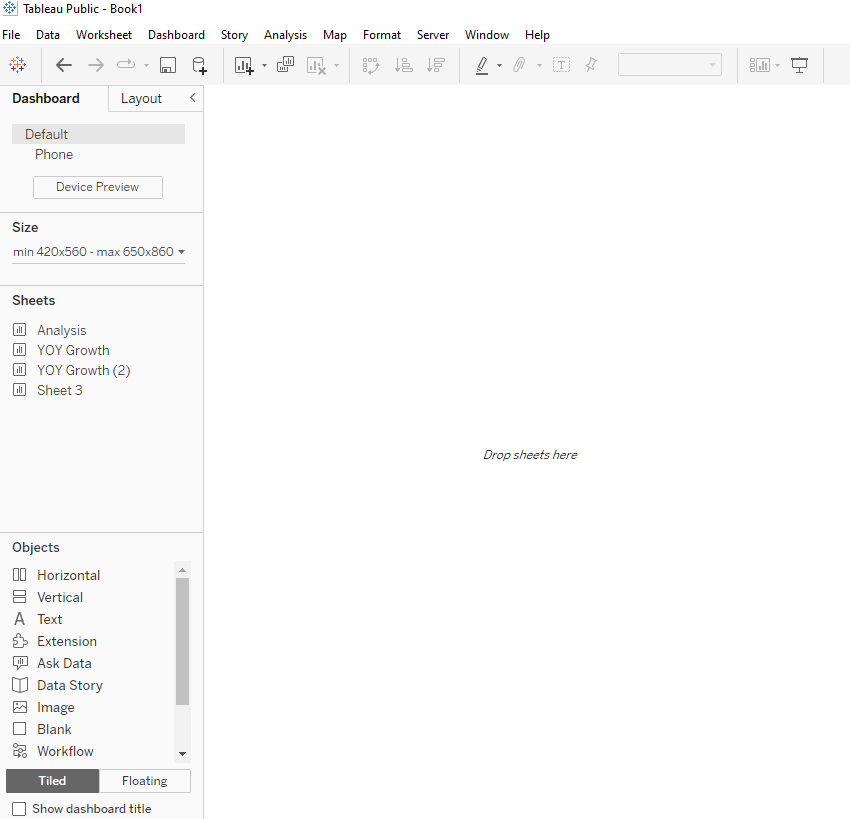 Tableau Public - Book1
File Data Worksheet Dashboard Story Analysis Map Format Server Window Help
Dashboard Layout
Default
Phone
Device Preview
Size
min 420x560 - max 650x860
Sheets
Analysis
YOY Growth
YOY Growth (2)
Sheet 3
Drop sheets here
Objects
Horizontal
Vertical
Text
Extension
Ask Data
Data Story
Image
Blank
Workflow
Tiled Floating
Show dashboard title